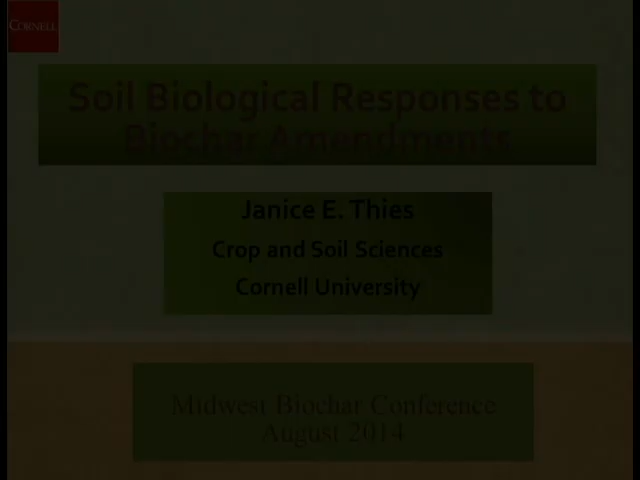 CORNELL
Soil Biological Responses to
Biochar Amendments
Janice E. Thies
Crop and Soil Sciences
Cornell University
Midwest Biochar Conference
August 2014